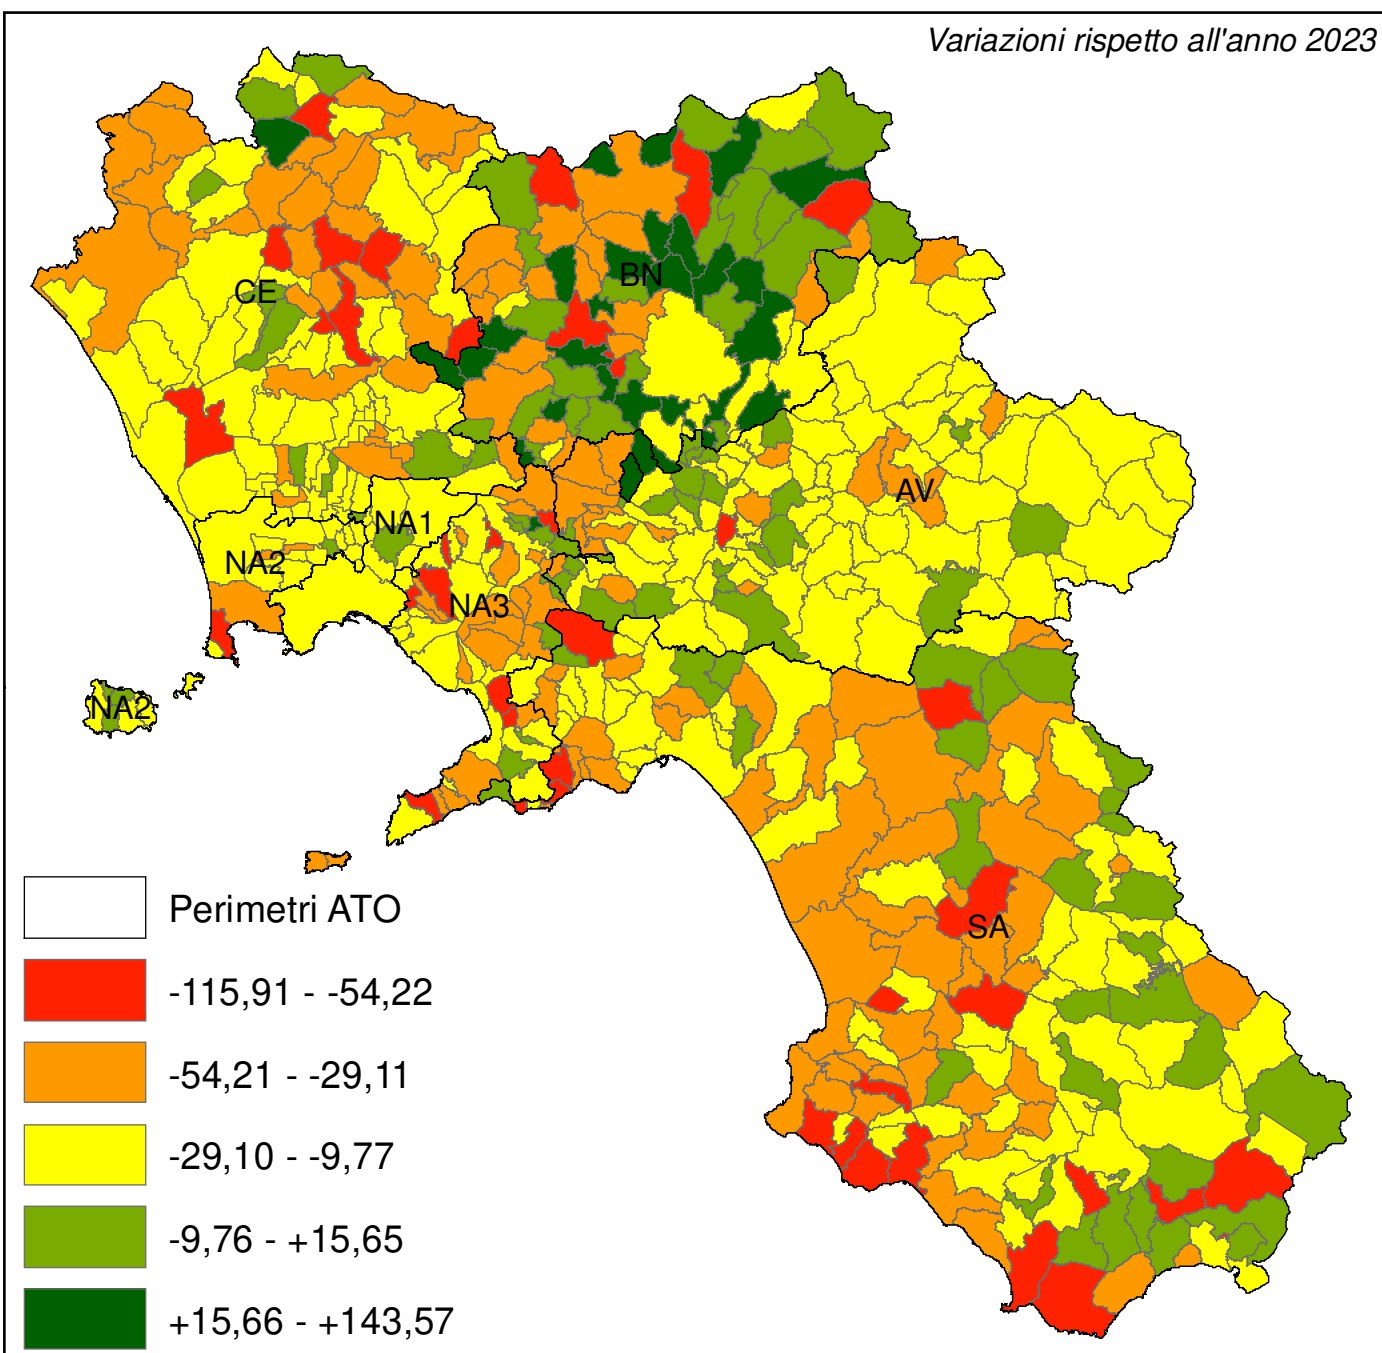 Variazioni rispetto all'anno 2023
BN
CE
AV
NA1
NA2
NA3
NA2
SA
Perimetri ATO
-115,91 - -54,22
-54,21 - -29,11
-29,10 - -9,77
-9,76 - +15,65
+15,66 - +143,57